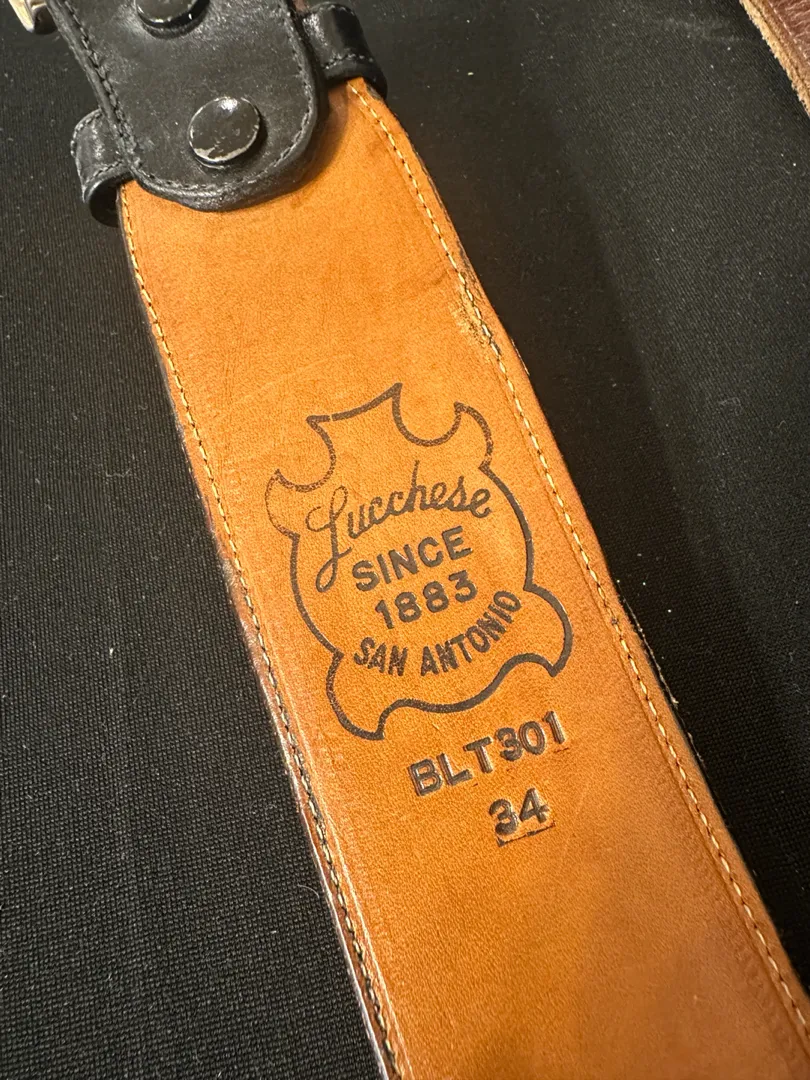 Lucchese
SINCE
1883
SAN ANTONIO
BLT301
34